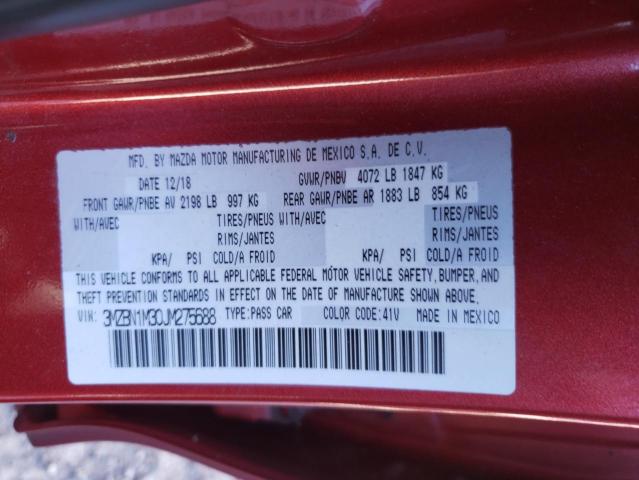 MFD. BY MAZDA MOTOR MANUFACTURING DE MEXICO S.A. DE C.V.
DATE 12/18 GVWR/PNBV 4072 LB 1847 KG
FRONT GAWR/PNBE AV 2198 LB 997 KG REAR GAWR/PNBE AR 1883 LB 854 KG
WITH/AVEC TIRES/PNEUS WITH/AVEC TIRES/PNEUS
RIMS/JANTES RIMS/JANTES
KPA/ PSI COLD/A FROID KPA/ PSI COLD/A FROID
THIS VEHICLE CONFORMS TO ALL APPLICABLE FEDERAL MOTOR VEHICLE SAFETY, BUMPER, AND
THEFT PREVENTION STANDARDS IN EFFECT ON THE DATE OF MANUFACTURE SHOWN ABOVE.
VIN: 3MZBN1M30JM275688 TYPE:PASS CAR COLOR CODE:41V MADE IN MEXICO